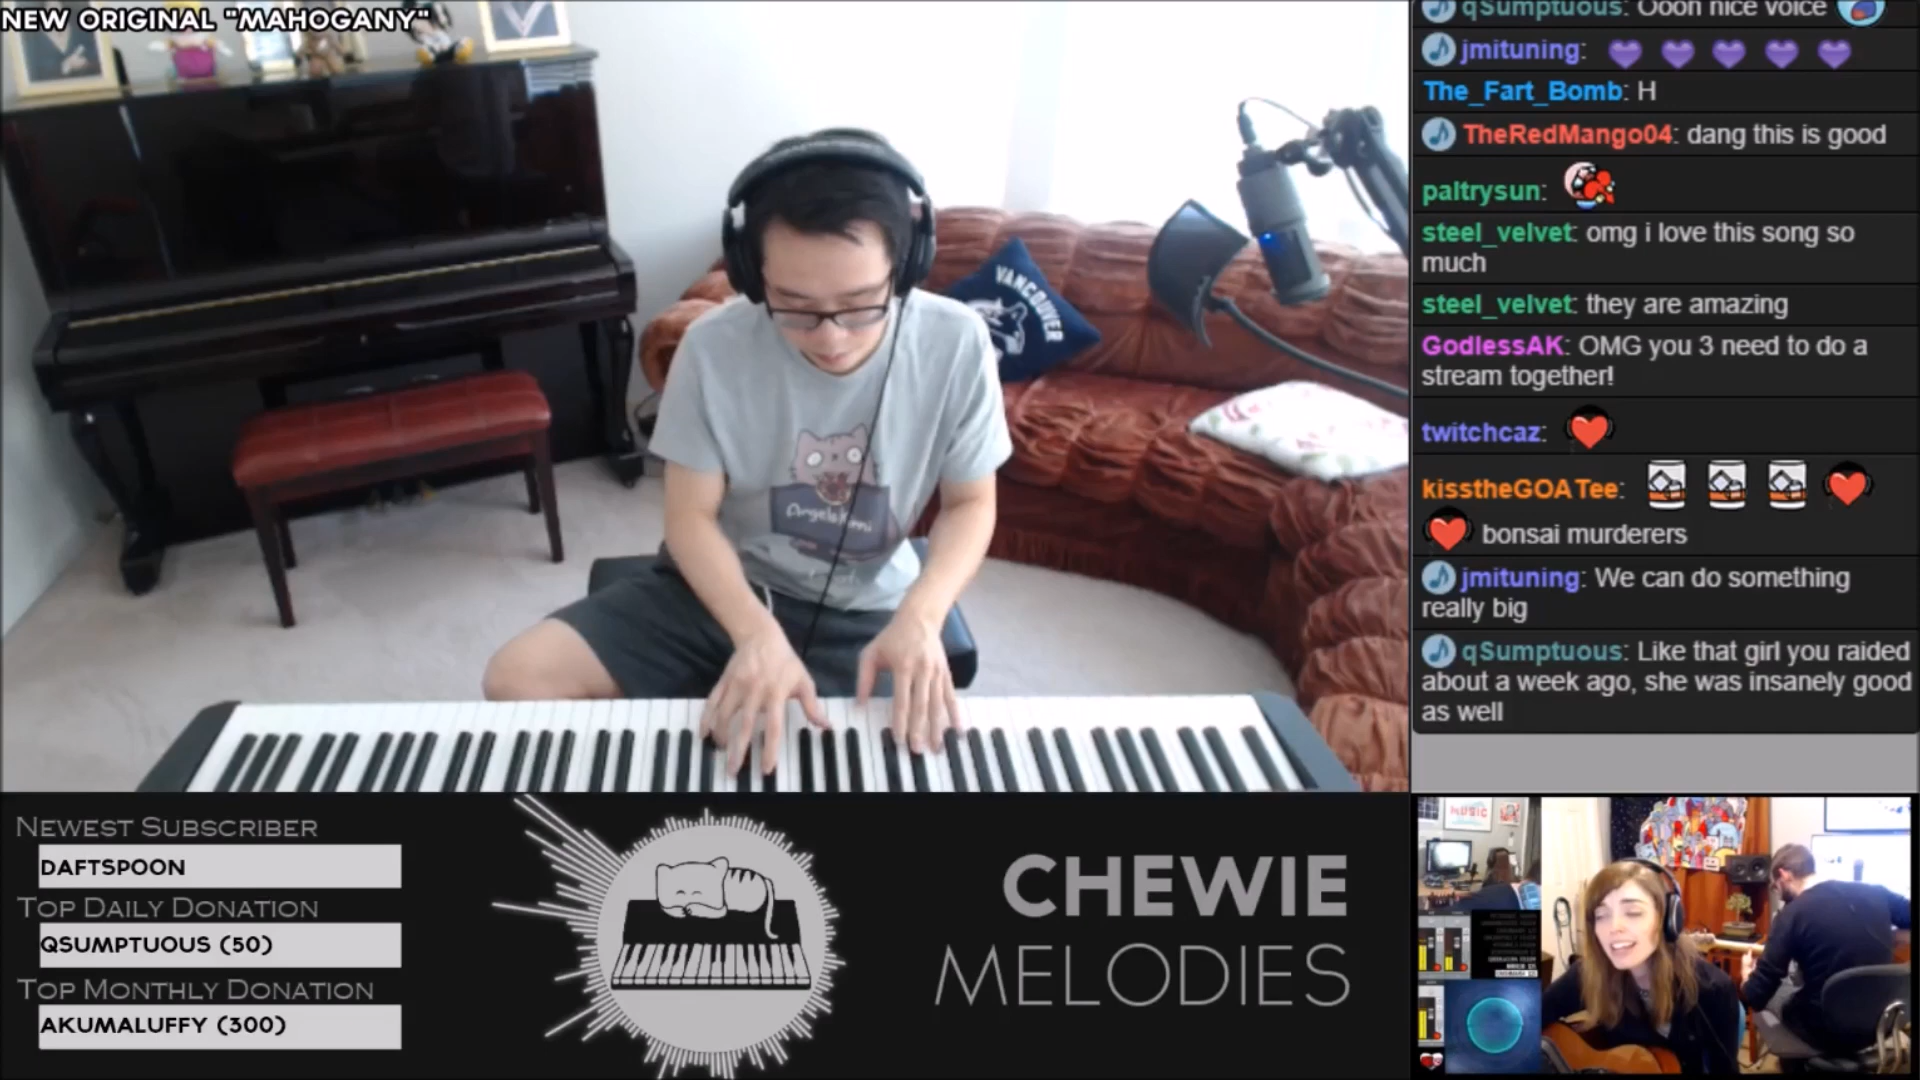 NEW ORIGINAL "MAHOGANY"
VANCOUVER
qSumptuous: Oooh nice voice
jmituning:
The_Fart_Bomb: H
TheRedMango04: dang this is good
paltrysun:
steel_velvet: omg i love this song so
much
steel_velvet: they are amazing
GodlessAK: OMG you 3 need to do a
stream together!
twitchcaz:
kisstheGOATee:
bonsai murderers
jmituning: We can do something
really big
qSumptuous: Like that girl you raided
about a week ago, she was insanely good
as well
NEWEST SUBSCRIBER
DAFTSPOON
TOP DAILY DONATION
QSUMPTUOUS (50)
TOP MONTHLY DONATION
AKUMALUFFY (300)
CHEWIE
MELODIES
MUSIC